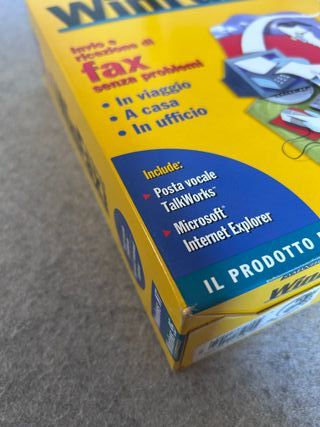 Invio e
ricezione di
fax
senza problemi
• In viaggio
• A casa
• In ufficio
Include:
Posta vocale
TalkWorks™
Microsoft®
Internet Explorer
IL PRODOTTO